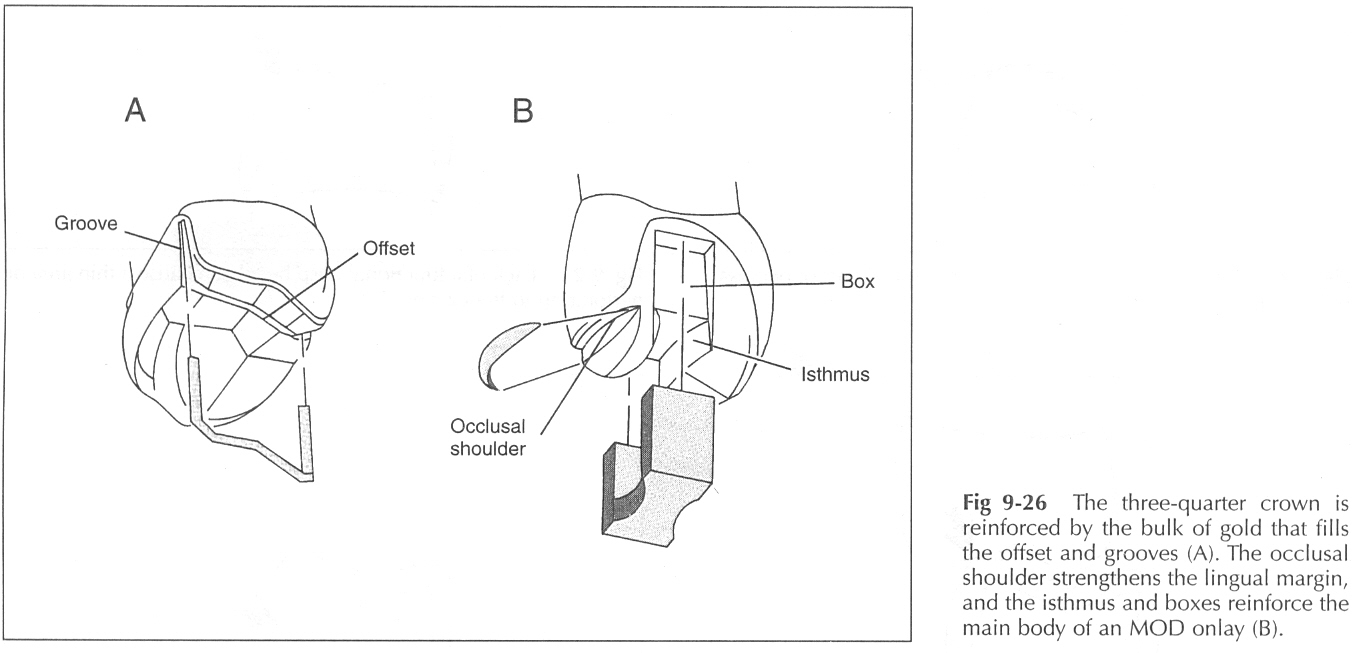 A
B
Groove
Offset
Box
Isthmus
Occlusal
shoulder
Fig 9-26 The three-quarter crown is
reinforced by the bulk of gold that fills
the offset and grooves (A). The occlusal
shoulder strengthens the lingual margin,
and the isthmus and boxes reinforce the
main body of an MOD onlay (B).